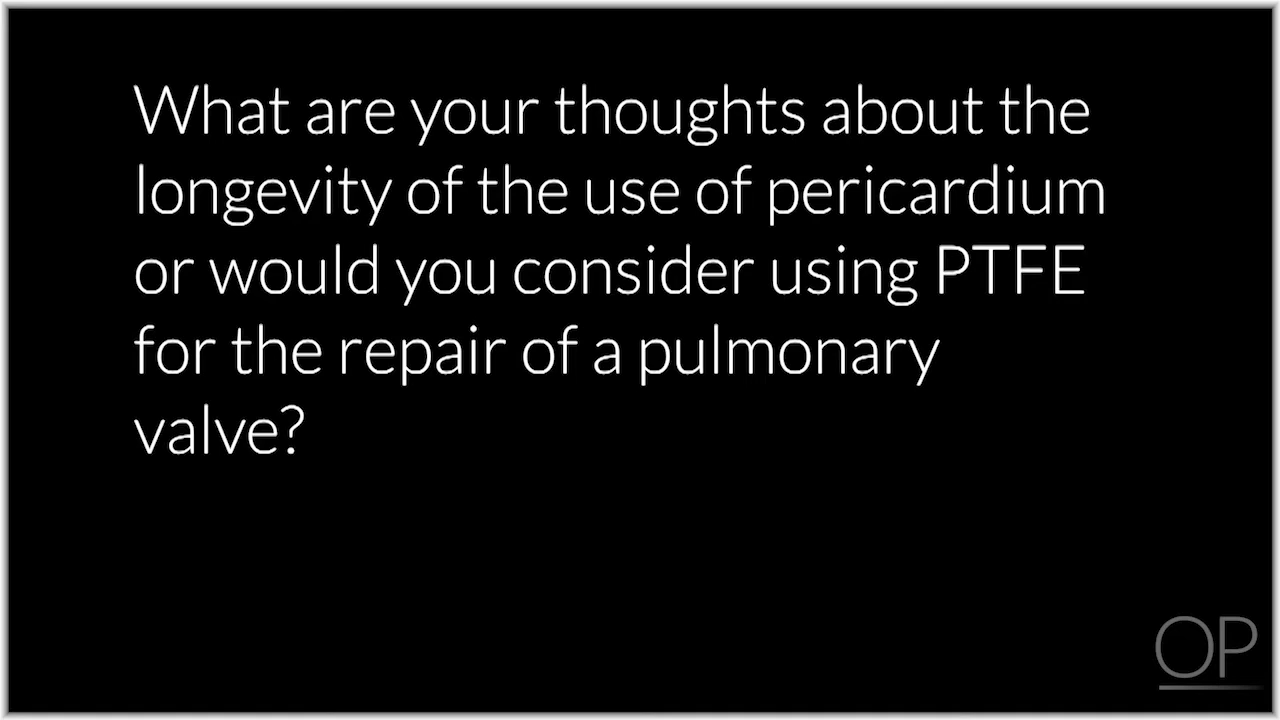 What are your thoughts about the
longevity of the use of pericardium
or would you consider using PTFE
for the repair of a pulmonary
valve?
OP